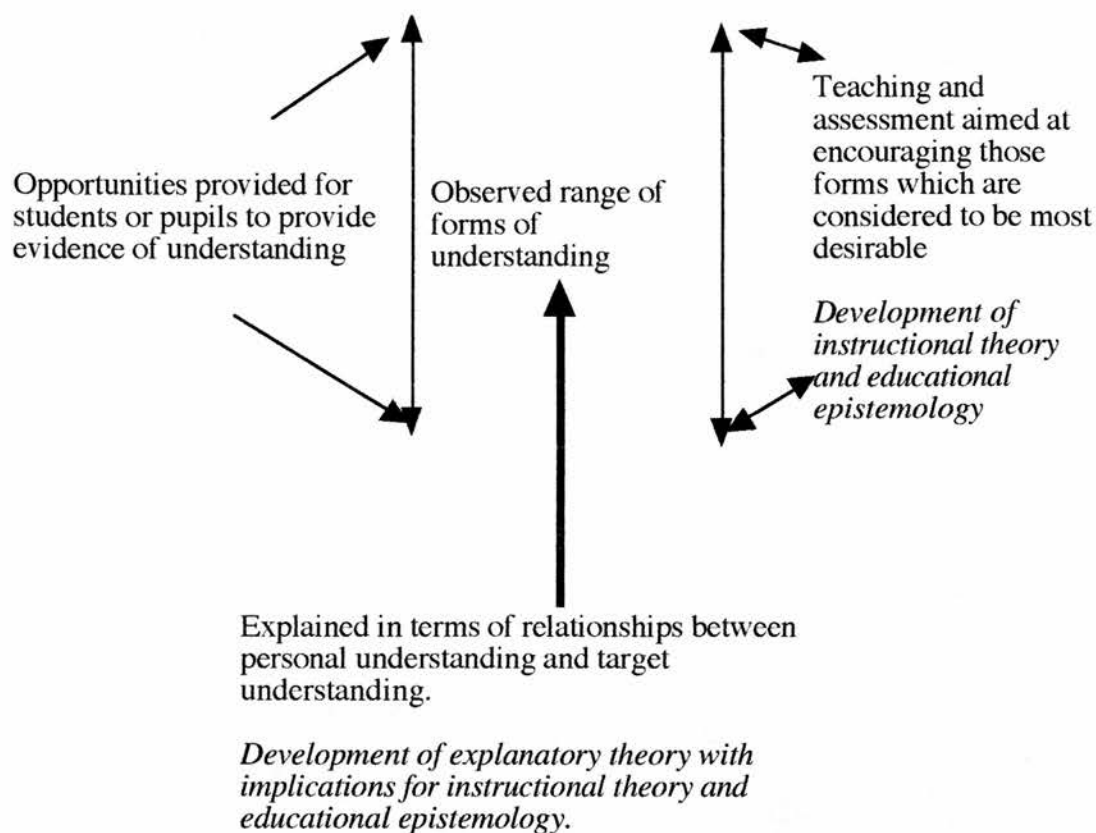 Opportunities provided for
students or pupils to provide
evidence of understanding
Observed range of
forms of
understanding
Teaching and
assessment aimed at
encouraging those
forms which are
considered to be most
desirable
Development of
instructional theory
and educational
epistemology
Explained in terms of relationships between
personal understanding and target
understanding.
Development of explanatory theory with
implications for instructional theory and
educational epistemology.